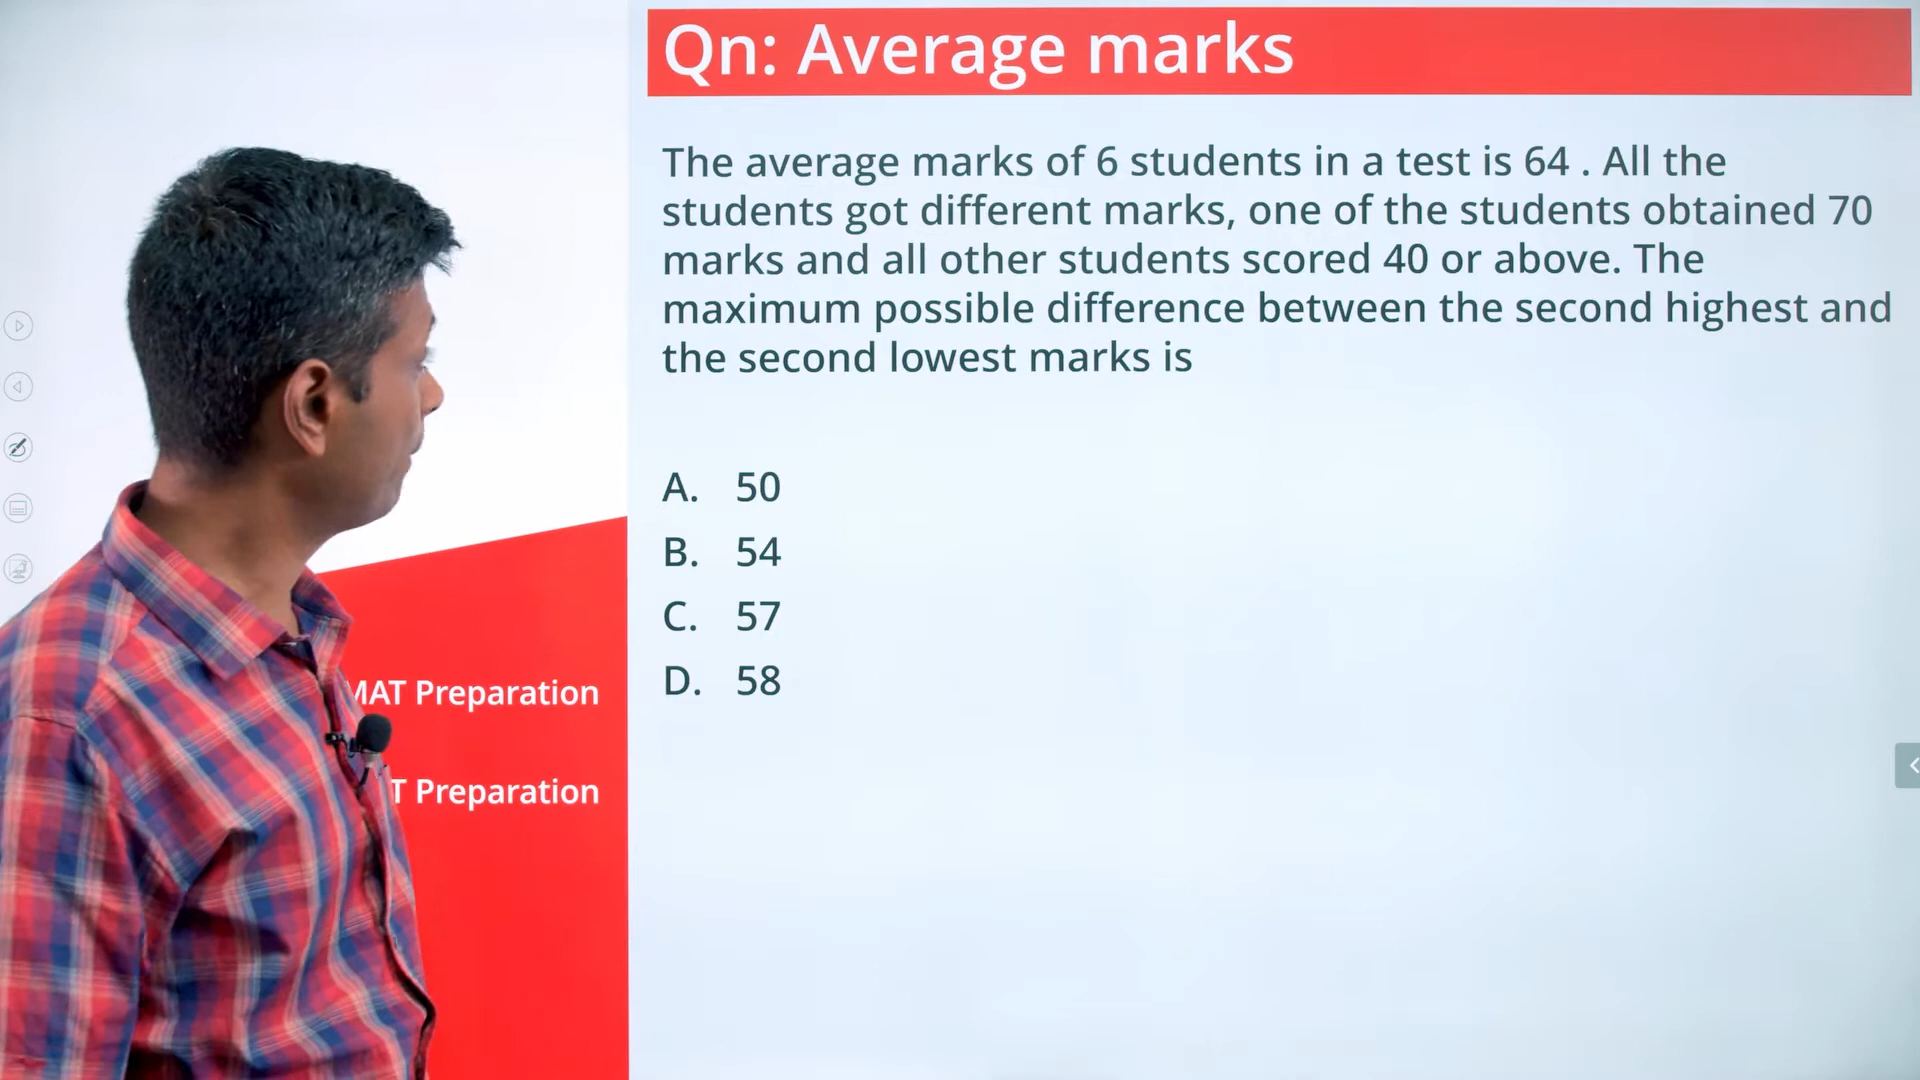 Qn: Average marks
The average marks of 6 students in a test is 64 . All the
students got different marks, one of the students obtained 70
marks and all other students scored 40 or above. The
maximum possible difference between the second highest and
the second lowest marks is
A. 50
B. 54
C. 57
D. 58
MAT Preparation
T Preparation